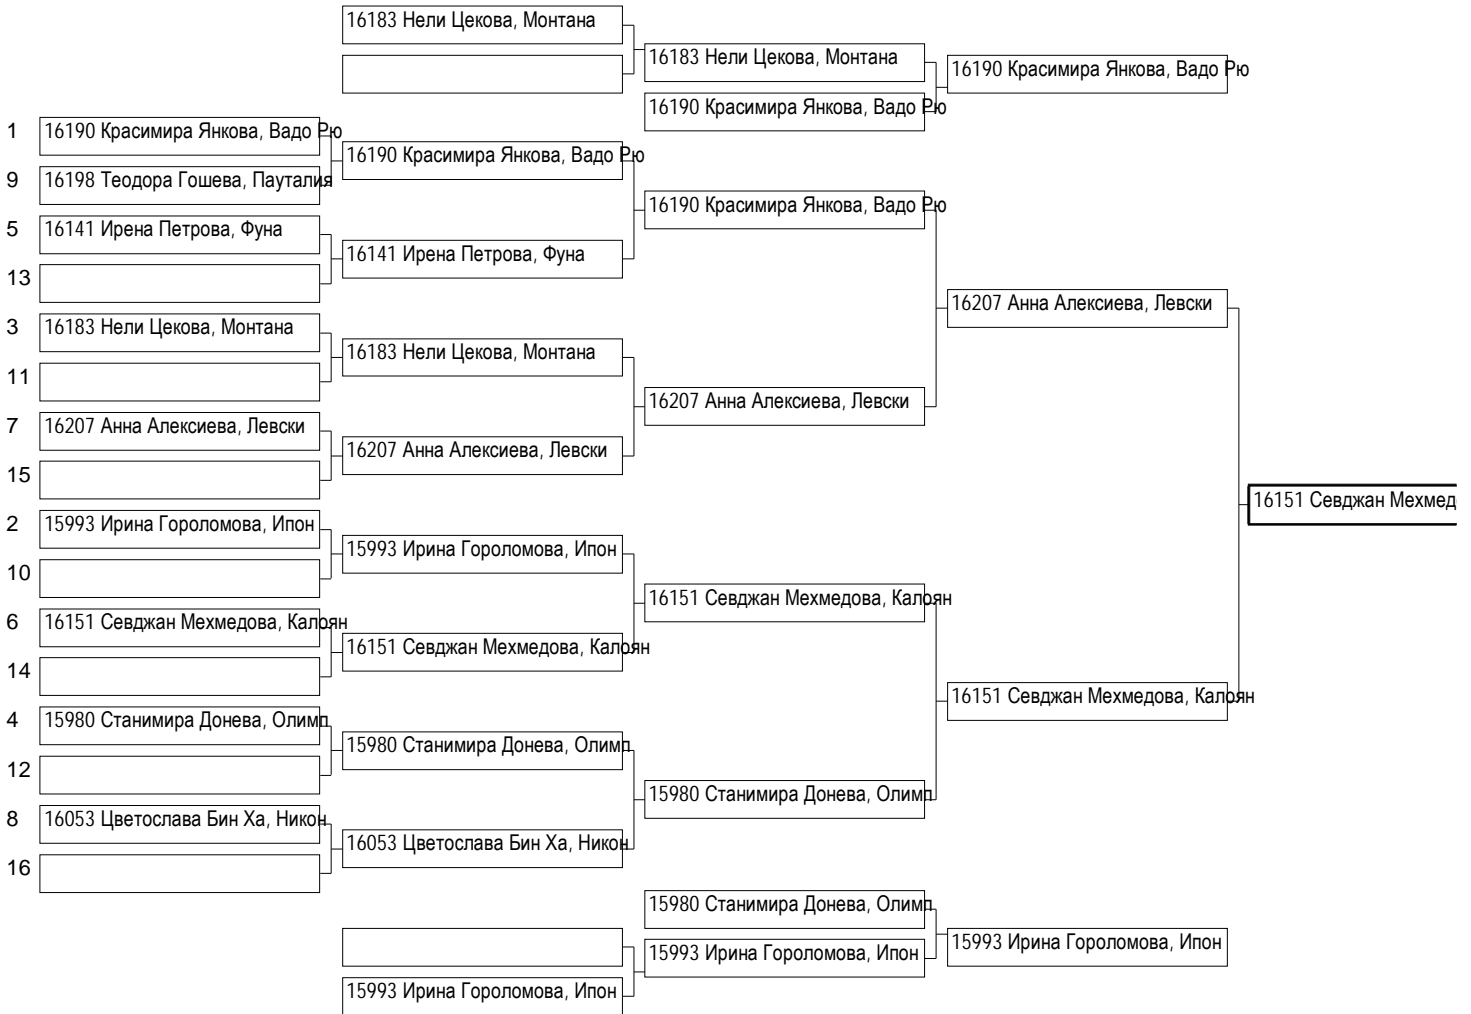 16183 Нели Цекова, Монтана
16183 Нели Цекова, Монтана
16190 Красимира Янкова, Вадо Рю
16190 Красимира Янкова, Вадо Рю
1 16190 Красимира Янкова, Вадо Рю
16190 Красимира Янкова, Вадо Рю
9 16198 Теодора Гошева, Пауталия
16190 Красимира Янкова, Вадо Рю
5 16141 Ирена Петрова, Фуна
16141 Ирена Петрова, Фуна
13
16207 Анна Алексиева, Левски
3 16183 Нели Цекова, Монтана
16183 Нели Цекова, Монтана
11
16207 Анна Алексиева, Левски
7 16207 Анна Алексиева, Левски
16207 Анна Алексиева, Левски
15
16151 Севджан Мехмед
2 15993 Ирина Гороломова, Ипон
15993 Ирина Гороломова, Ипон
10
16151 Севджан Мехмедова, Калоян
6 16151 Севджан Мехмедова, Калоян
16151 Севджан Мехмедова, Калоян
14
16151 Севджан Мехмедова, Калоян
4 15980 Станимира Донева, Олимп
15980 Станимира Донева, Олимп
12
15980 Станимира Донева, Олимп
8 16053 Цветослава Бин Ха, Никон
16053 Цветослава Бин Ха, Никон
16
15980 Станимира Донева, Олимп
15993 Ирина Гороломова, Ипон
15993 Ирина Гороломова, Ипон
15993 Ирина Гороломова, Ипон